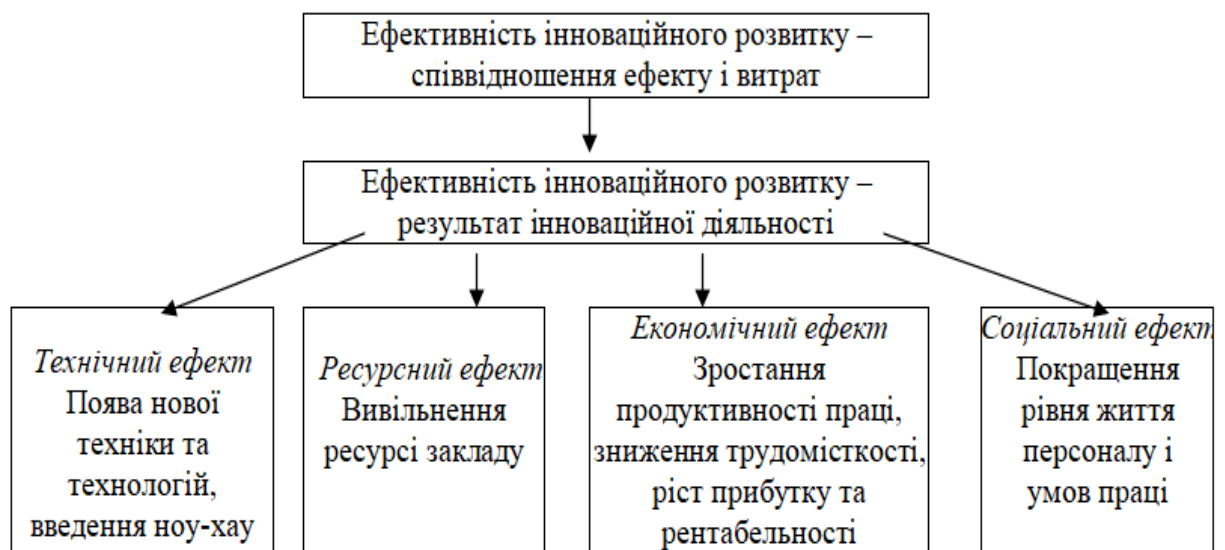 Ефективність інноваційного розвитку –
співвідношення ефекту і витрат
Ефективність інноваційного розвитку –
результат інноваційної діяльності
Технічний ефект
Поява нової
техніки та
технологій,
введення ноу-хау
Ресурсний ефект
Вивільнення
ресурсі закладу
Економічний ефект
Зростання
продуктивності праці,
зниження трудомісткості,
ріст прибутку та
рентабельності
Соціальний ефект
Покращення
рівня життя
персоналу і
умов праці